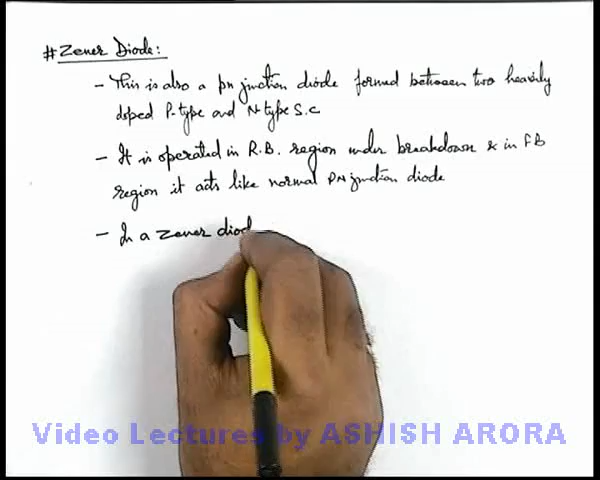 # Zener Diode:
- This is also a pn junction diode formed between two heavily
doped P-type and N-type S.C
- It is operated in R.B. region under breakdown & in FB
region it acts like normal PN junction diode
- In a zener diod
Video Lectures by ASHISH ARORA